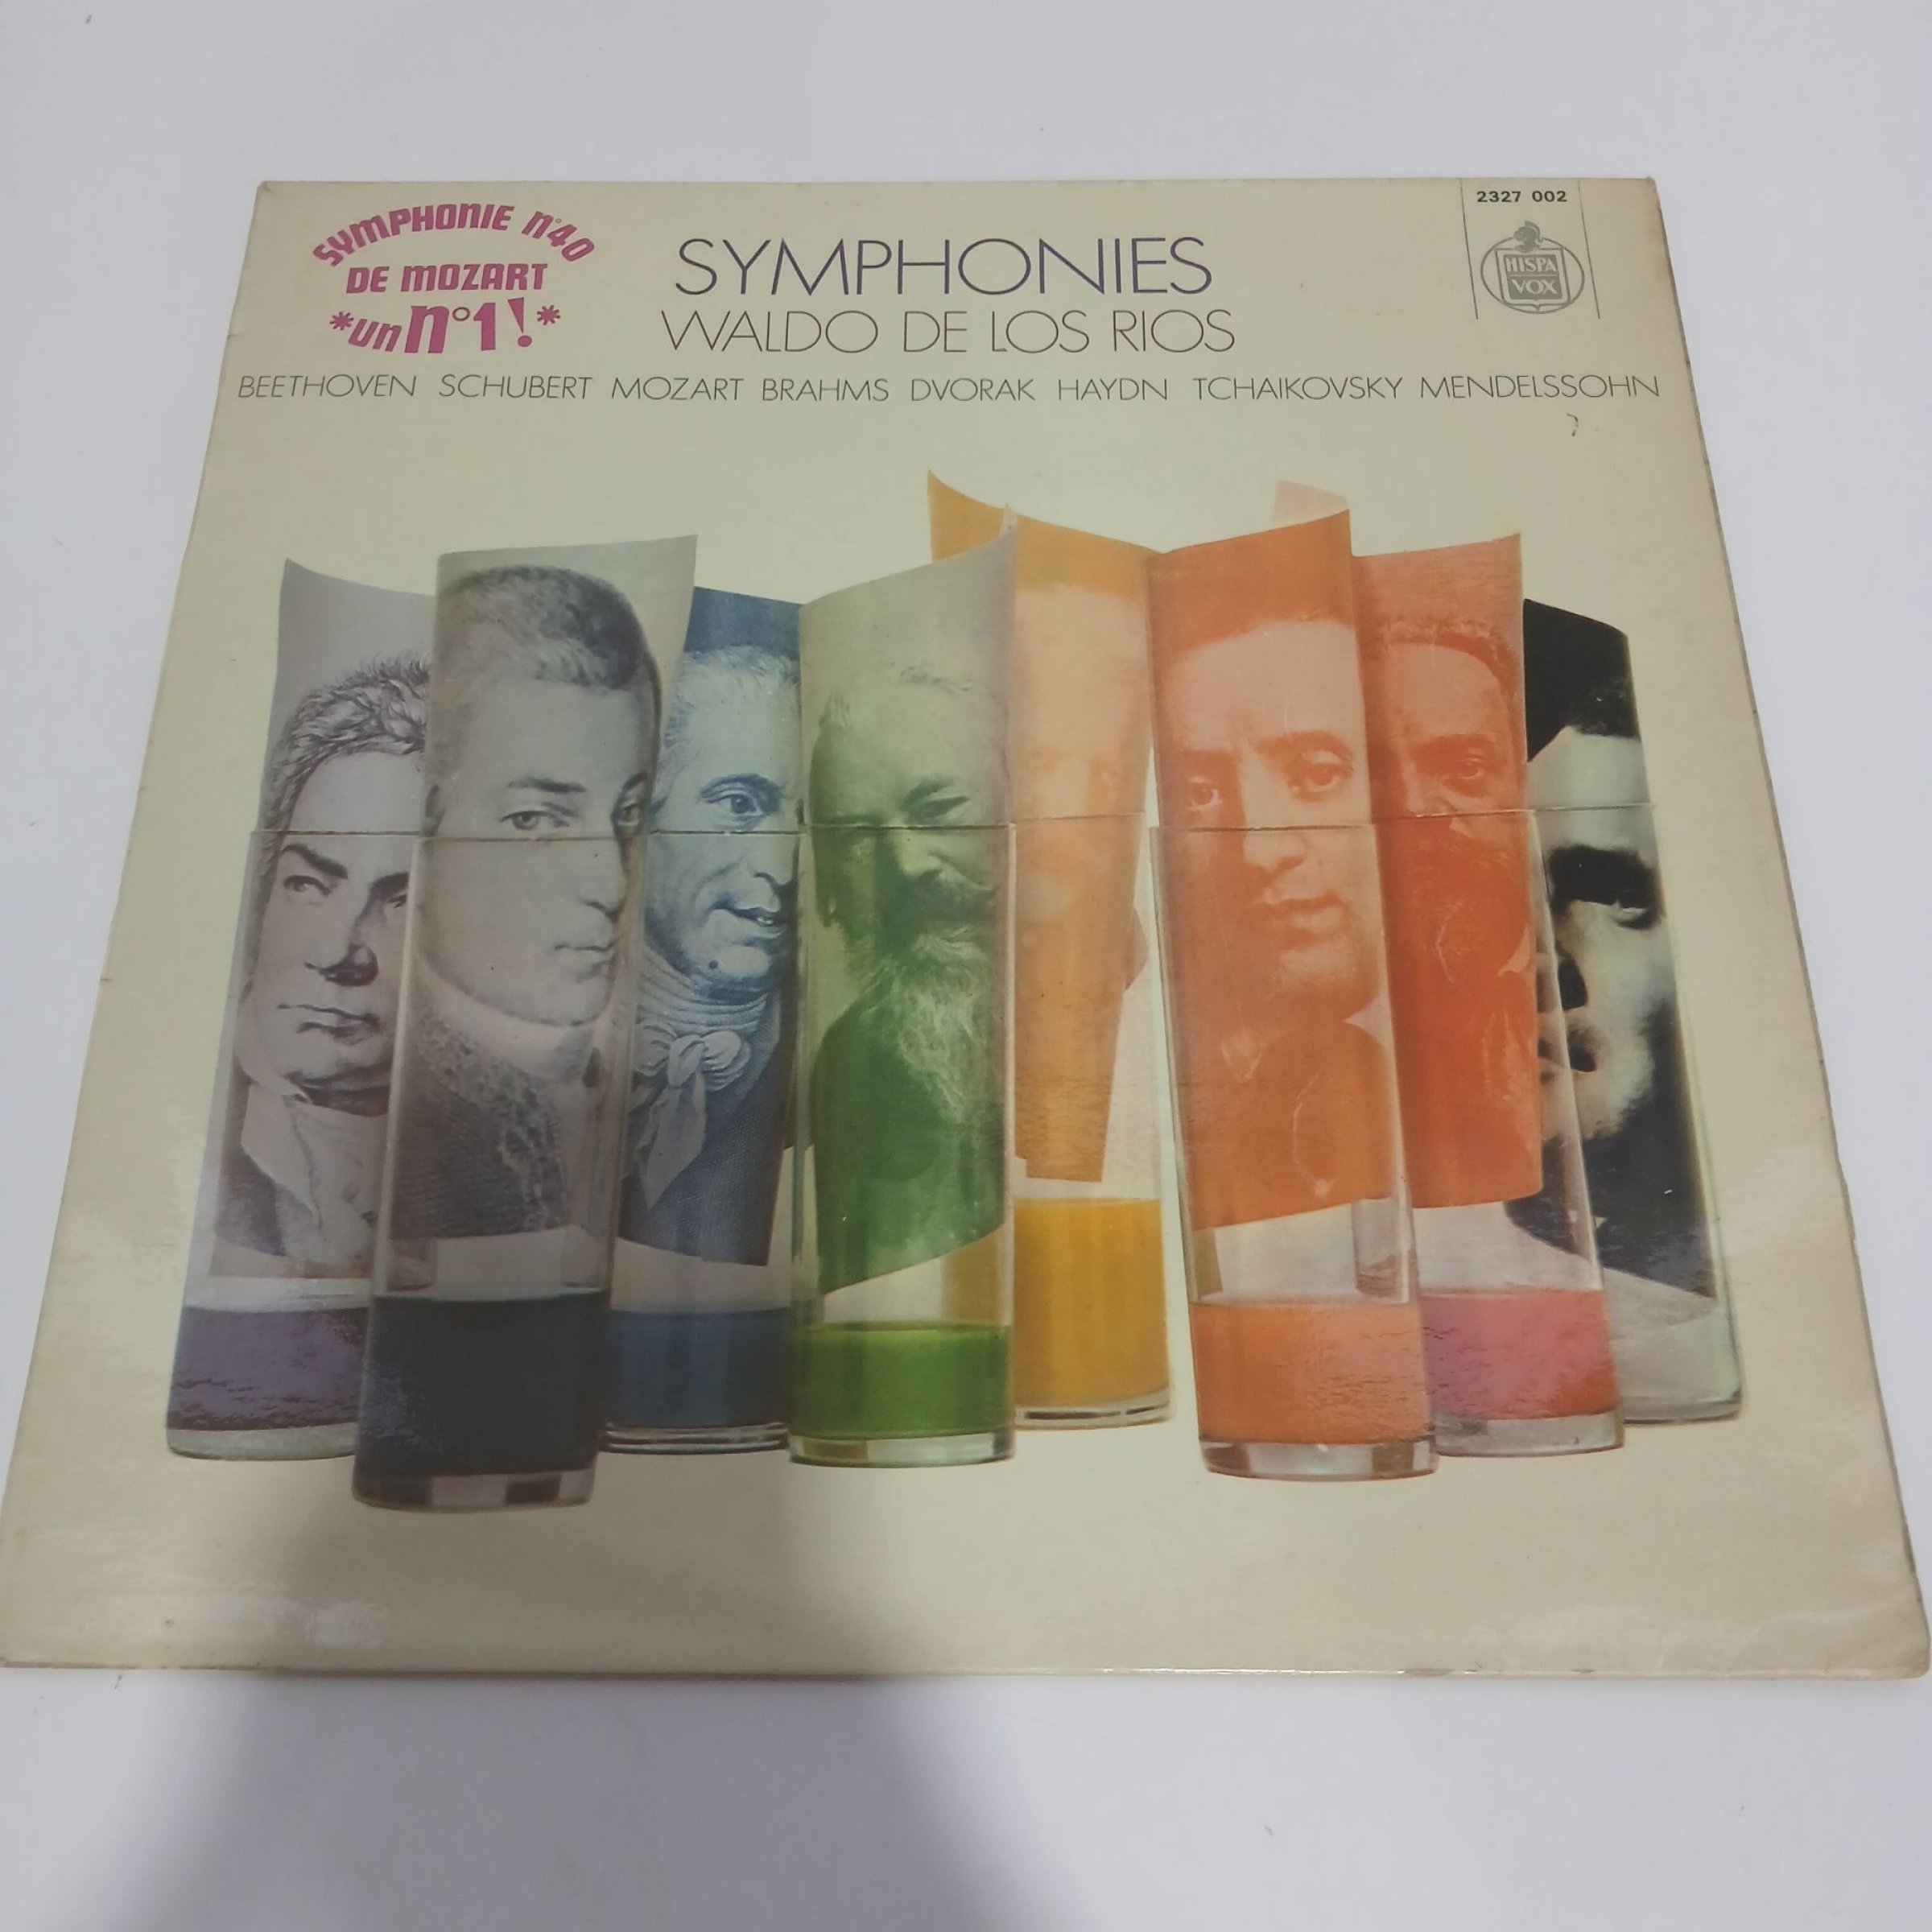 SYMPHONIE N°40
DE MOZART
*un n°1!*
SYMPHONIES
WALDO DE LOS RIOS
2327 002
HISPA
VOX
BEETHOVEN SCHUBERT MOZART BRAHMS DVORAK HAYDN TCHAIKOVSKY MENDELSSOHN